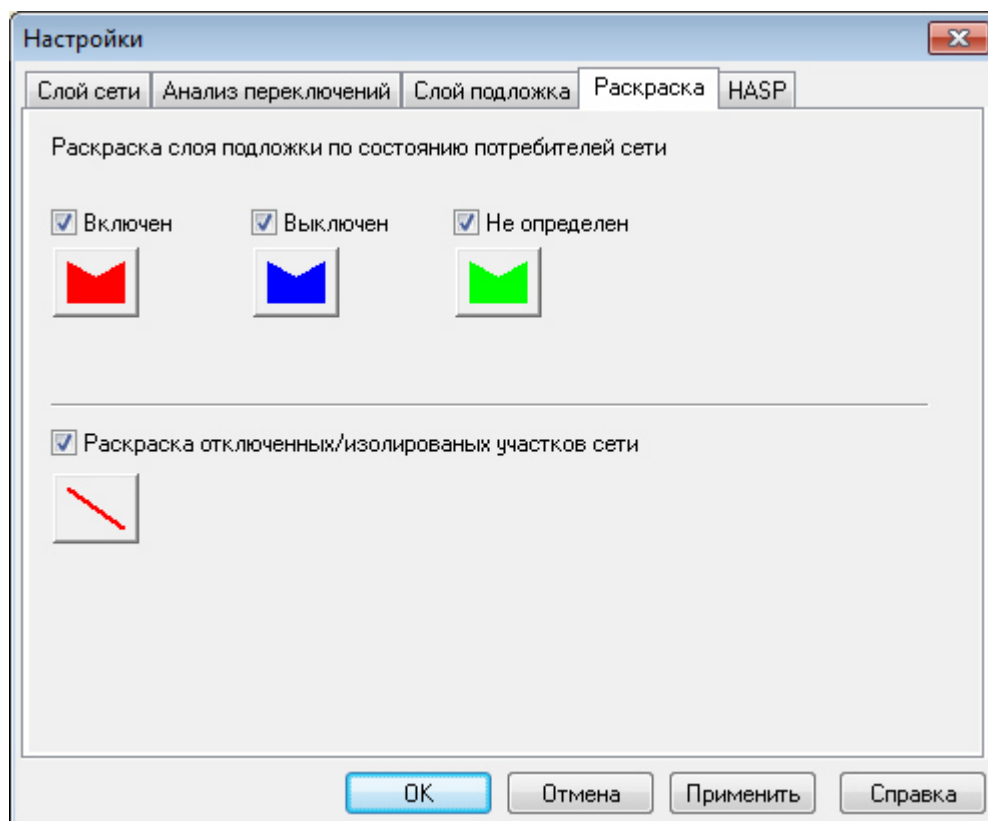 Настройки
Слой сети Анализ переключений Слой подложка Раскраска HASP
Раскраска слоя подложки по состоянию потребителей сети
Включен Выключен Не определен
Раскраска отключенных/изолированых участков сети
ОК Отмена Применить Справка